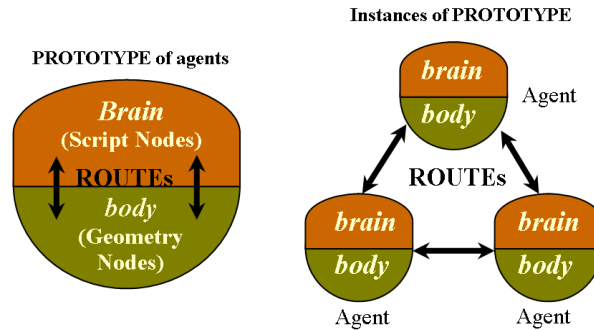 PROTOTYPE of agents
Brain
(Script Nodes)
ROUTEs
body
(Geometry
Nodes)
Instances of PROTOTYPE
brain
body
Agent
ROUTEs
brain
body
Agent
brain
body
Agent